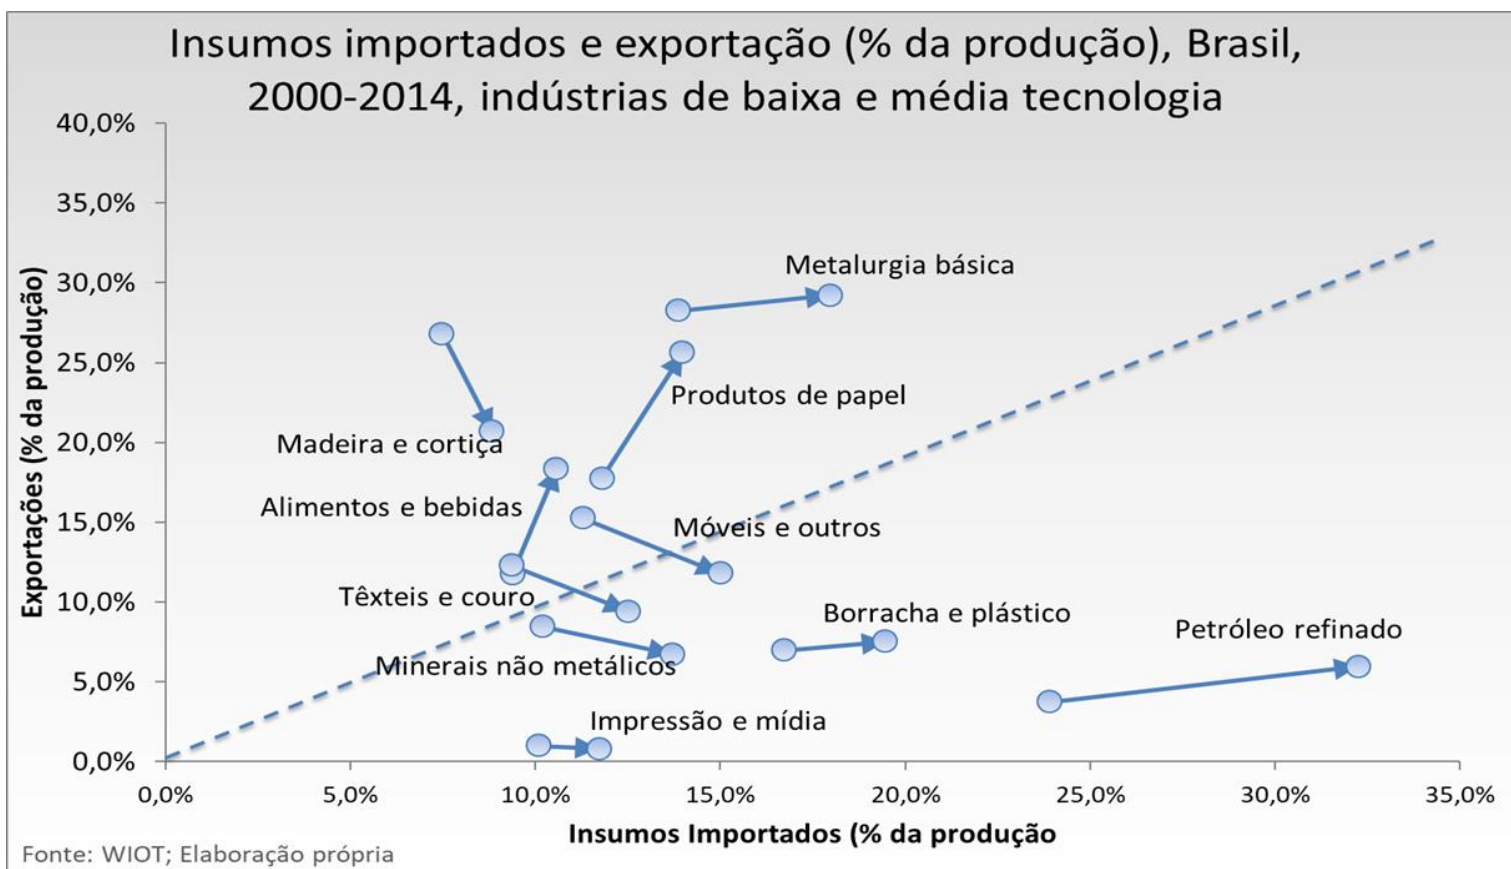 Insumos importados e exportação (% da produção), Brasil,
2000-2014, indústrias de baixa e média tecnologia
Exportações (% da produção)
40,0%
35,0%
30,0%
25,0%
20,0%
15,0%
10,0%
5,0%
0,0%
Metalurgia básica
Produtos de papel
Madeira e cortiça
Alimentos e bebidas
Móveis e outros
Têxteis e couro
Borracha e plástico
Petróleo refinado
Minerais não metálicos
Impressão e mídia
0,0% 5,0% 10,0% 15,0% 20,0% 25,0% 30,0% 35,0%
Insumos Importados (% da produção
Fonte: WIOT; Elaboração própria